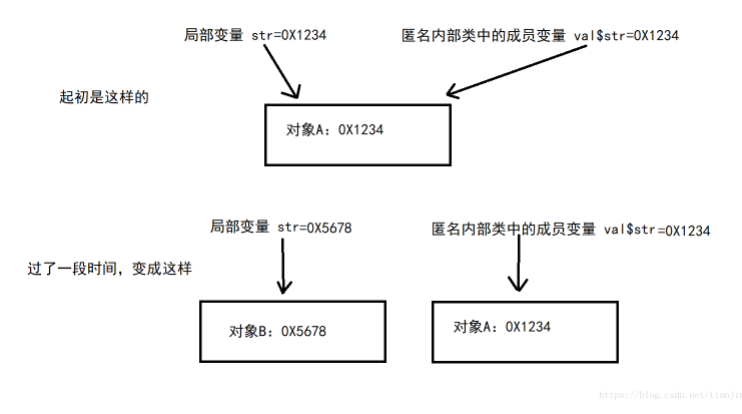 局部变量 str=0X1234
匿名内部类中的成员变量 val$str=0X1234
起初是这样的
对象A：0X1234
局部变量 str=0X5678
匿名内部类中的成员变量 val$str=0X1234
过了一段时间，变成这样
对象B：0X5678
对象A：0X1234
https://blog.csdn.net/tianjin